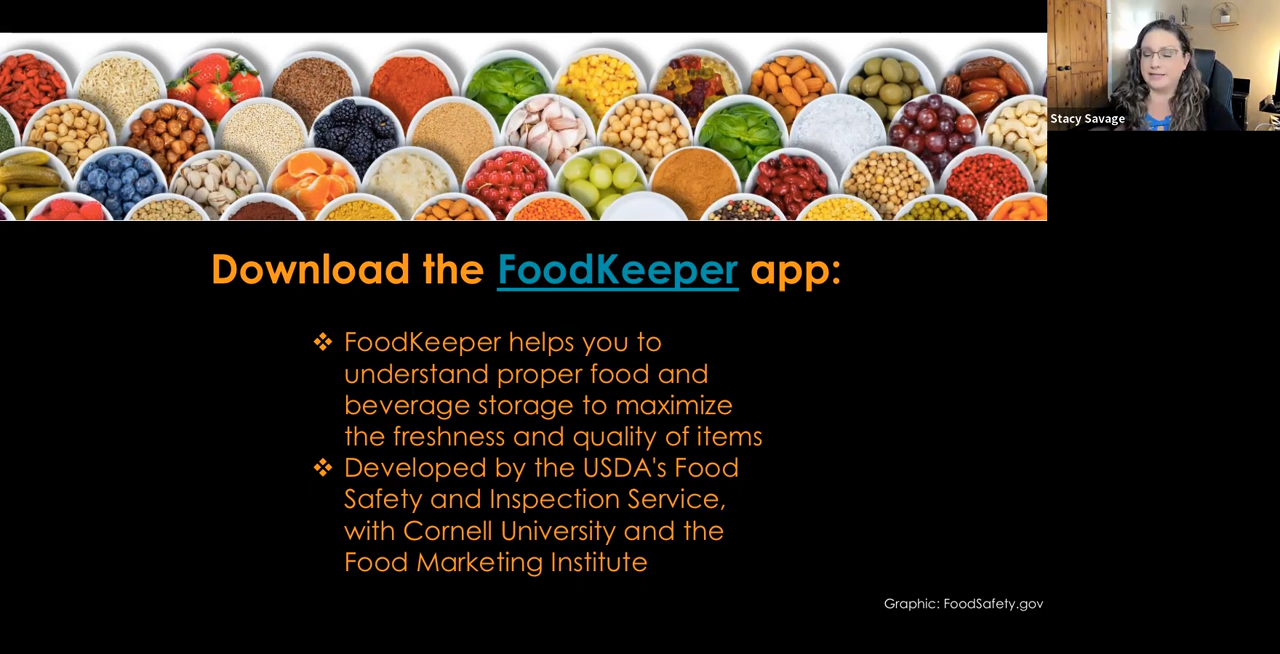 Stacy Savage
Download the FoodKeeper app:
❖ FoodKeeper helps you to
understand proper food and
beverage storage to maximize
the freshness and quality of items
❖ Developed by the USDA's Food
Safety and Inspection Service,
with Cornell University and the
Food Marketing Institute
Graphic: FoodSafety.gov